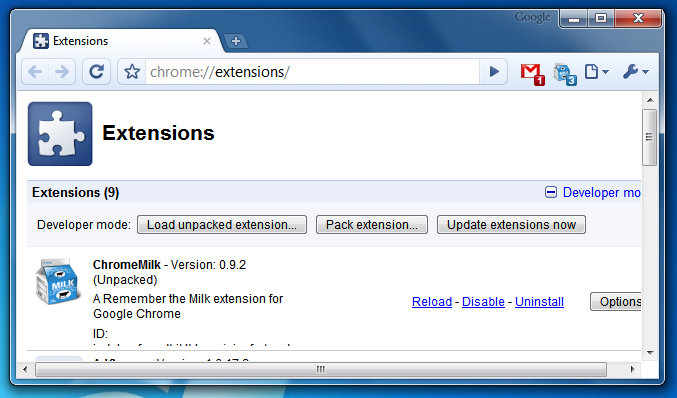 Google
Extensions
chrome://extensions/
1
3
Extensions
Extensions (9)
Developer mo
Developer mode: Load unpacked extension... Pack extension... Update extensions now
MILK
ChromeMilk - Version: 0.9.2
(Unpacked)
A Remember the Milk extension for
Google Chrome
Reload - Disable - Uninstall
Options
ID: